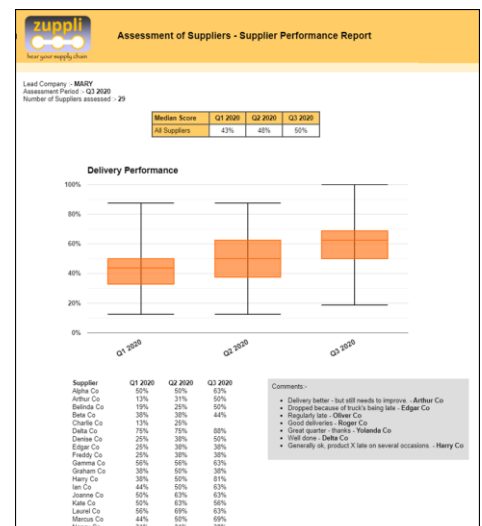 zuppli
hear your supply chain
Assessment of Suppliers - Supplier Performance Report
Lead Company :- MARY
Assessment Period :- Q3 2020
Number of Suppliers assessed :- 29
Median Score Q1 2020 Q2 2020 Q3 2020
All Suppliers 43% 48% 50%
Delivery Performance
100%
80%
60%
40%
20%
0%
Q1 2020 Q2 2020 Q3 2020
Supplier Q1 2020 Q2 2020 Q3 2020
Alpha Co 50% 50% 63%
Arthur Co 13% 31% 50%
Belinda Co 19% 25% 50%
Beta Co 38% 38% 44%
Charlie Co 13% 25%
Delta Co 75% 75% 88%
Denise Co 25% 38% 50%
Edgar Co 25% 38% 38%
Freddy Co 25% 38% 38%
Gamma Co 56% 56% 63%
Graham Co 38% 50% 38%
Harry Co 38% 50% 81%
Ian Co 44% 50% 63%
Joanne Co 50% 63% 63%
Kate Co 50% 63% 56%
Laurel Co 56% 69% 63%
Marcus Co 44% 50% 69%
Comments:-
• Delivery better - but still needs to improve. - Arthur Co
• Dropped because of truck's being late - Edgar Co
• Regularly late - Oliver Co
• Good deliveries - Roger Co
• Great quarter - thanks - Yolanda Co
• Well done - Delta Co
• Generally ok, product X late on several occasions. - Harry Co